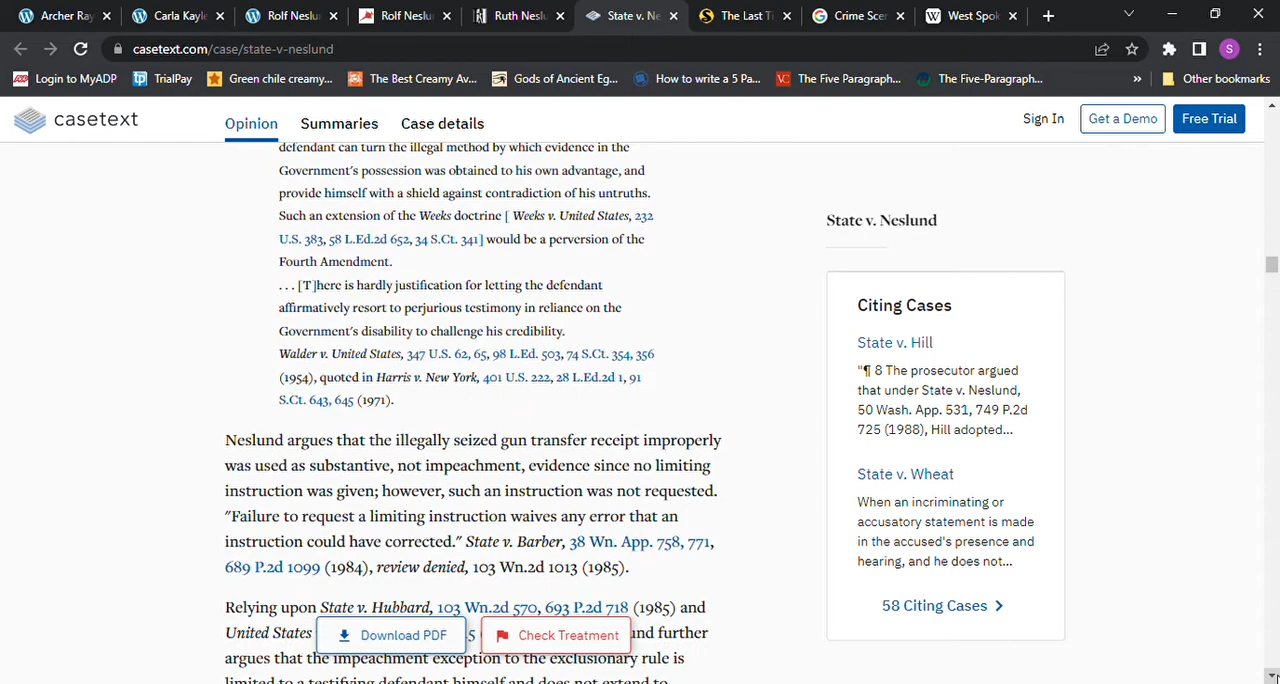 Archer Ray
Carla Kayle
Rolf Neslun
Rolf Neslun
Ruth Neslu
State v. Ne
The Last Ti
Crime Scen
West Spok
casetext.com/case/state-v-neslund
S
Login to MyADP
TrialPay
Green chile creamy...
The Best Creamy Av...
Gods of Ancient Eg...
How to write a 5 Pa...
The Five Paragraph...
The Five-Paragraph...
Other bookmarks
casetext
Opinion
Summaries
Case details
Sign In
Get a Demo
Free Trial
defendant can turn the illegal method by which evidence in the
Government's possession was obtained to his own advantage, and
provide himself with a shield against contradiction of his untruths.
Such an extension of the Weeks doctrine [ Weeks v. United States, 232
U.S. 383, 58 L.Ed.2d 652, 34 S.Ct. 341] would be a perversion of the
Fourth Amendment.
. . . [T]here is hardly justification for letting the defendant
affirmatively resort to perjurious testimony in reliance on the
Government's disability to challenge his credibility.
Walder v. United States, 347 U.S. 62, 65, 98 L.Ed. 503, 74 S.Ct. 354, 356
(1954), quoted in Harris v. New York, 401 U.S. 222, 28 L.Ed.2d 1, 91
S.Ct. 643, 645 (1971).
Neslund argues that the illegally seized gun transfer receipt improperly
was used as substantive, not impeachment, evidence since no limiting
instruction was given; however, such an instruction was not requested.
"Failure to request a limiting instruction waives any error that an
instruction could have corrected." State v. Barber, 38 Wn. App. 758, 771,
689 P.2d 1099 (1984), review denied, 103 Wn.2d 1013 (1985).
Relying upon State v. Hubbard, 103 Wn.2d 570, 693 P.2d 718 (1985) and
United States
und further
argues that the impeachment exception to the exclusionary rule is
limited to a testifying defendant himself and does not extend to
Download PDF
Check Treatment
State v. Neslund
Citing Cases
State v. Hill
"¶ 8 The prosecutor argued
that under State v. Neslund,
50 Wash. App. 531, 749 P.2d
725 (1988), Hill adopted...
State v. Wheat
When an incriminating or
accusatory statement is made
in the accused's presence and
hearing, and he does not...
58 Citing Cases